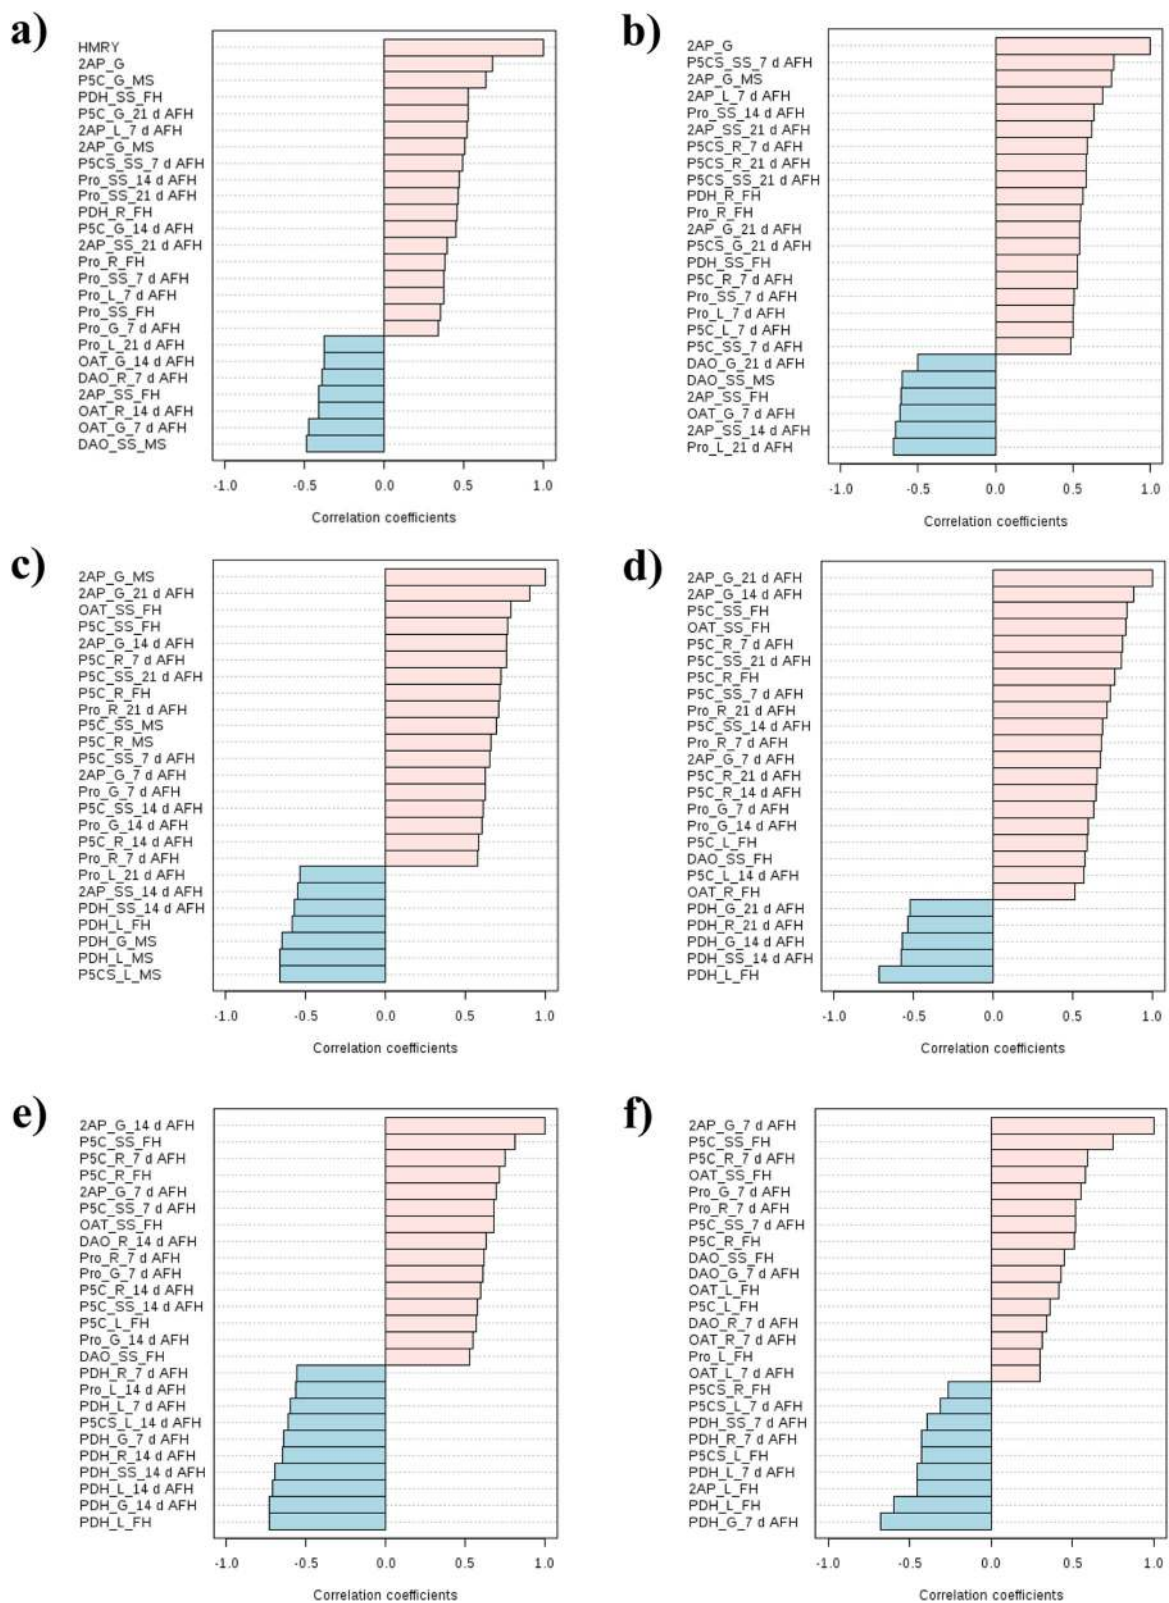 a)
HMRY
2AP_G
P5C_G_MS
PDH_SS_FH
P5C_G_21 d AFH
2AP_L_7 d AFH
2AP_G_MS
P5CS_SS_7 d AFH
Pro_SS_14 d AFH
Pro_SS_21 d AFH
PDH_R_FH
P5C_G_14 d AFH
2AP_SS_21 d AFH
Pro_R_FH
Pro_SS_7 d AFH
Pro_L_7 d AFH
Pro_SS_FH
Pro_G_7 d AFH
Pro_L_21 d AFH
OAT_G_14 d AFH
DAO_R_7 d AFH
2AP_SS_FH
OAT_R_14 d AFH
OAT_G_7 d AFH
DAO_SS_MS
-1.0 -0.5 0.0 0.5 1.0
Correlation coefficients
b)
2AP_G
P5CS_SS_7 d AFH
2AP_G_MS
2AP_L_7 d AFH
Pro_SS_14 d AFH
2AP_SS_21 d AFH
P5CS_R_7 d AFH
P5CS_R_21 d AFH
P5CS_SS_21 d AFH
PDH_R_FH
Pro_R_FH
2AP_G_21 d AFH
P5CS_G_21 d AFH
PDH_SS_FH
P5C_R_7 d AFH
Pro_SS_7 d AFH
Pro_L_7 d AFH
P5C_L_7 d AFH
P5C_SS_7 d AFH
DAO_G_21 d AFH
DAO_SS_MS
2AP_SS_FH
OAT_G_7 d AFH
2AP_SS_14 d AFH
Pro_L_21 d AFH
-1.0 -0.5 0.0 0.5 1.0
Correlation coefficients
c)
2AP_G_MS
2AP_G_21 d AFH
OAT_SS_FH
P5C_SS_FH
2AP_G_14 d AFH
P5C_R_7 d AFH
P5C_SS_21 d AFH
P5C_R_FH
Pro_R_21 d AFH
P5C_SS_MS
P5C_R_MS
P5C_SS_7 d AFH
2AP_G_7 d AFH
Pro_G_7 d AFH
P5C_SS_14 d AFH
Pro_G_14 d AFH
P5C_R_14 d AFH
Pro_R_7 d AFH
Pro_L_21 d AFH
2AP_SS_14 d AFH
PDH_SS_14 d AFH
PDH_L_FH
PDH_G_MS
PDH_L_MS
P5CS_L_MS
-1.0 -0.5 0.0 0.5 1.0
Correlation coefficients
d)
2AP_G_21 d AFH
2AP_G_14 d AFH
P5C_SS_FH
OAT_SS_FH
P5C_R_7 d AFH
P5C_SS_21 d AFH
P5C_R_FH
P5C_SS_7 d AFH
Pro_R_21 d AFH
P5C_SS_14 d AFH
Pro_R_7 d AFH
2AP_G_7 d AFH
P5C_R_21 d AFH
P5C_R_14 d AFH
Pro_G_7 d AFH
Pro_G_14 d AFH
P5C_L_FH
DAO_SS_FH
P5C_L_14 d AFH
OAT_R_FH
PDH_G_21 d AFH
PDH_R_21 d AFH
PDH_G_14 d AFH
PDH_SS_14 d AFH
PDH_L_FH
-1.0 -0.5 0.0 0.5 1.0
Correlation coefficients
e)
2AP_G_14 d AFH
P5C_SS_FH
P5C_R_7 d AFH
P5C_R_FH
2AP_G_7 d AFH
P5C_SS_7 d AFH
OAT_SS_FH
DAO_R_14 d AFH
Pro_R_7 d AFH
Pro_G_7 d AFH
P5C_R_14 d AFH
P5C_SS_14 d AFH
P5C_L_FH
Pro_G_14 d AFH
DAO_SS_FH
PDH_R_7 d AFH
Pro_L_14 d AFH
PDH_L_7 d AFH
P5CS_L_14 d AFH
PDH_G_7 d AFH
PDH_R_14 d AFH
PDH_SS_14 d AFH
PDH_L_14 d AFH
PDH_G_14 d AFH
PDH_L_FH
-1.0 -0.5 0.0 0.5 1.0
Correlation coefficients
f)
2AP_G_7 d AFH
P5C_SS_FH
P5C_R_7 d AFH
OAT_SS_FH
Pro_G_7 d AFH
Pro_R_7 d AFH
P5C_SS_7 d AFH
P5C_R_FH
DAO_SS_FH
DAO_G_7 d AFH
OAT_L_FH
P5C_L_FH
DAO_R_7 d AFH
OAT_R_7 d AFH
Pro_L_FH
OAT_L_7 d AFH
P5CS_R_FH
P5CS_L_7 d AFH
PDH_SS_7 d AFH
PDH_R_7 d AFH
P5CS_L_FH
PDH_L_7 d AFH
2AP_L_FH
PDH_L_FH
PDH_G_7 d AFH
-1.0 -0.5 0.0 0.5 1.0
Correlation coefficients